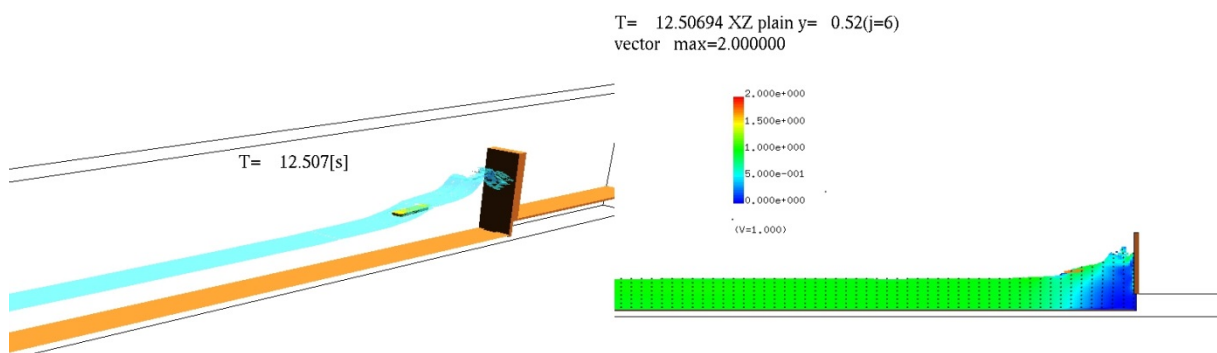 T= 12.507[s]
T= 12.50694 XZ plain y= 0.52(j=6)
vector max=2.000000
2.000e+000
1.500e+000
1.000e+000
5.000e-001
0.000e+000
(V=1.000)